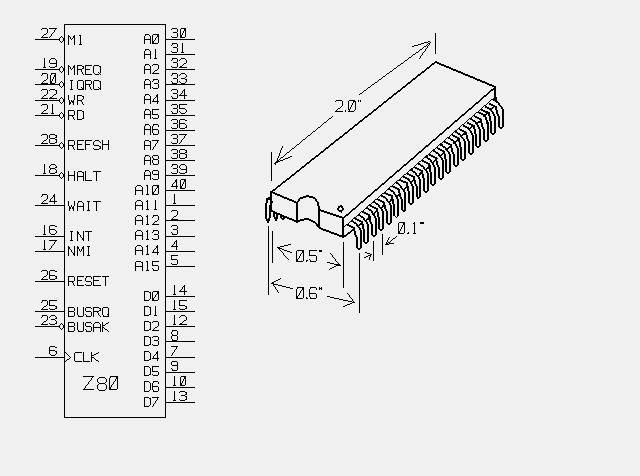 27 M1 A0 30
A1 31
19 MREQ A2 32
20 IQRQ A3 33
22 WR A4 34
21 RD A5 35
A6 36
28 REFSH A7 37
A8 38
18 HALT A9 39
A10 40
24 WAIT A11 1
A12 2
16 INT A13 3
17 NMI A14 4
A15 5
26 RESET
D0 14
25 BUSRQ D1 15
23 BUSAK D2 12
D3 8
6 CLK D4 7
D5 9
Z80 D6 10
D7 13
2.0"
0.1"
0.5"
0.6"